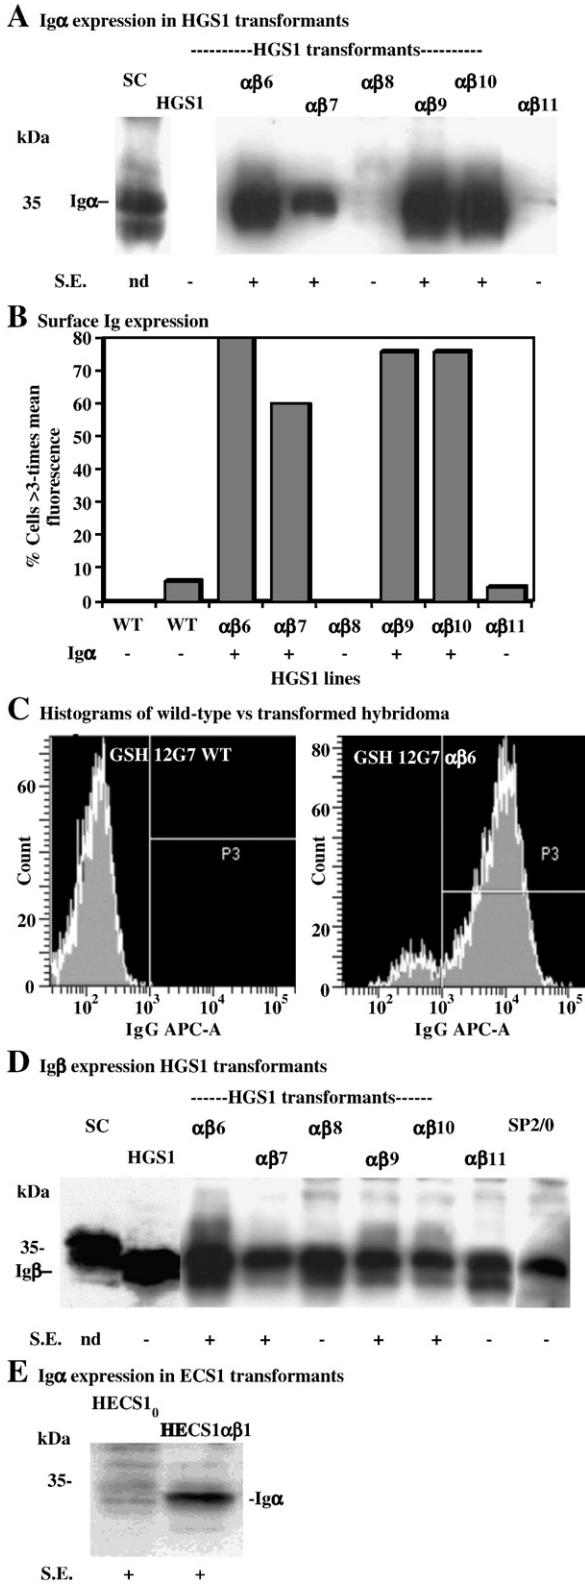 A Igα expression in HGS1 transformants
----------HGS1 transformants----------
SC αβ6 αβ8 αβ10
HGS1 αβ7 αβ9 αβ11
kDa
35 Igα–
S.E. nd - + + - + + -
B Surface Ig expression
% Cells >3-times mean fluorescence
80
70
60
50
40
30
20
10
0
WT WT αβ6 αβ7 αβ8 αβ9 αβ10 αβ11
Igα - - + + - + + -
HGS1 lines
C Histograms of wild-type vs transformed hybridoma
GSH 12G7 WT
P3
Count
60
20
0
10² 10³ 10⁴ 10⁵
IgG APC-A
GSH 12G7 αβ6
P3
Count
80
60
20
0
10² 10³ 10⁴ 10⁵
IgG APC-A
D Igβ expression HGS1 transformants
------HGS1 transformants------
SC αβ6 αβ8 αβ10 SP2/0
HGS1 αβ7 αβ9 αβ11
kDa
35-
Igβ–
S.E. nd - + + - + + - -
E Igα expression in ECS1 transformants
HECS1₀
HECS1αβ1
kDa
35-
-Igα
S.E. + +